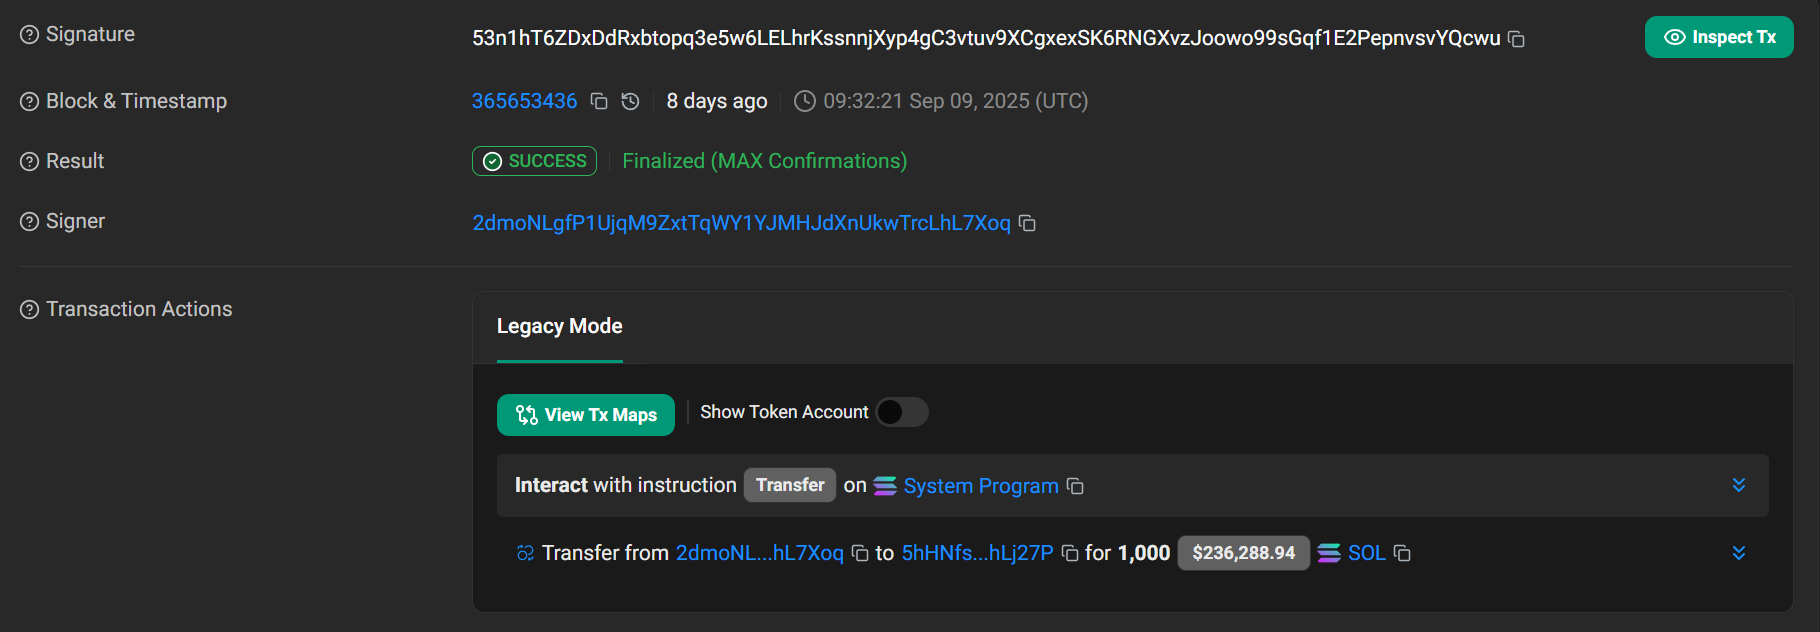 Signature
53n1hT6ZDxDdRxbtopq3e5w6LELhrKssnnjXyp4gC3vtuv9XCgxexSK6RNGXvzJoowo99sGqf1E2PepnvsvYQcwu
Inspect Tx
Block & Timestamp
365653436 8 days ago 09:32:21 Sep 09, 2025 (UTC)
Result
SUCCESS Finalized (MAX Confirmations)
Signer
2dmoNLgfP1UjqM9ZxtTqWY1YJMHJdXnUkwTrcLhL7Xoq
Transaction Actions
Legacy Mode
View Tx Maps Show Token Account
Interact with instruction Transfer on System Program
Transfer from 2dmoNL...hL7Xoq to 5hHNfs...hLj27P for 1,000 $236,288.94 SOL